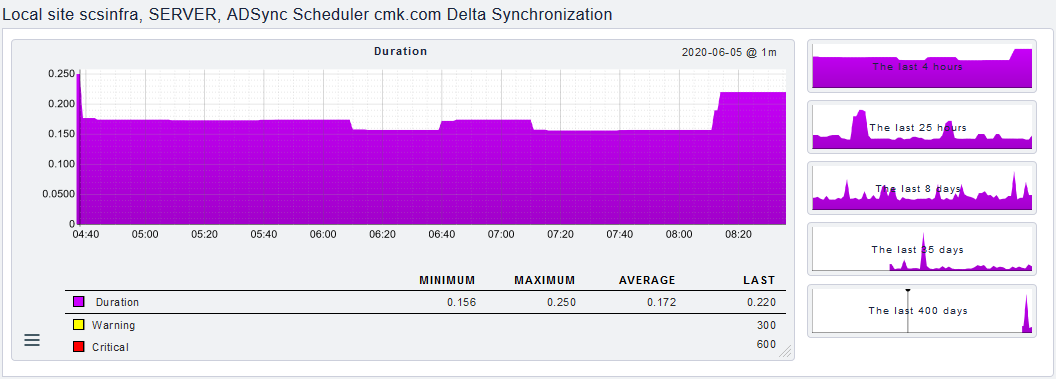 Local site scsinfra, SERVER, ADSync Scheduler cmk.com Delta Synchronization
Duration
2020-06-05 @ 1m
0.250
0.200
0.150
0.100
0.0500
0
04:40 05:00 05:20 05:40 06:00 06:20 06:40 07:00 07:20 07:40 08:00 08:20
MINIMUM MAXIMUM AVERAGE LAST
Duration 0.156 0.250 0.172 0.220
Warning 300
Critical 600
The last 4 hours
The last 25 hours
The last 8 days
The last 35 days
The last 400 days